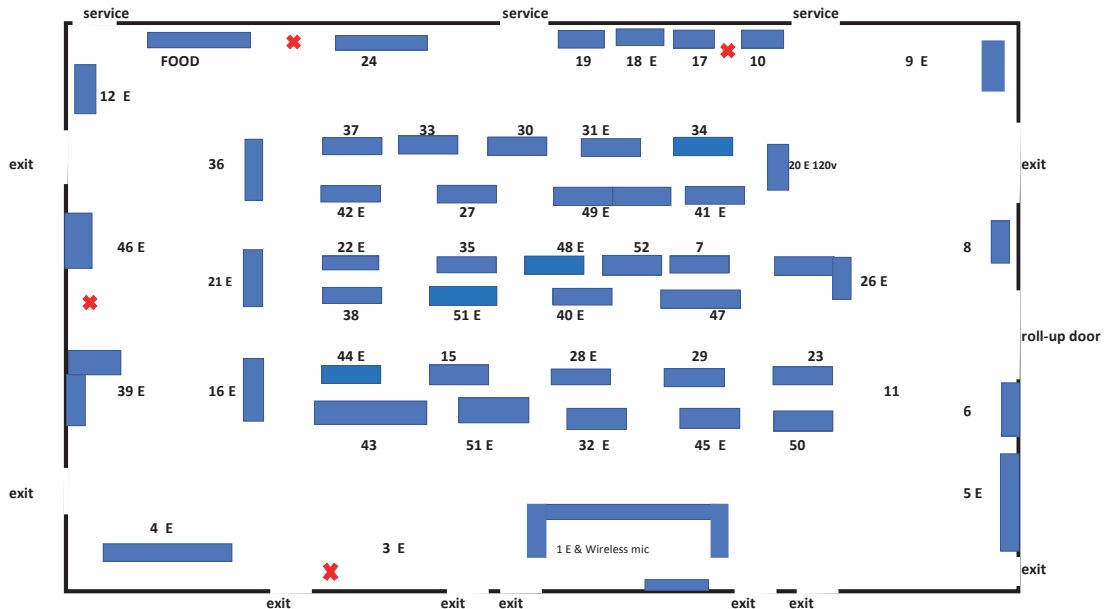 service service service
FOOD 24 19 18 E 17 10 9 E
12 E
37 33 30 31 E 34
exit 36 20 E 120v exit
42 E 27 49 E 41 E
46 E 22 E 35 48 E 52 7 8
21 E 26 E
38 51 E 40 E 47
roll-up door
44 E 15 28 E 29 23
39 E 16 E 11 6
43 51 E 32 E 45 E 50
exit 5 E
4 E
3 E 1 E & Wireless mic
exit
exit exit exit exit exit